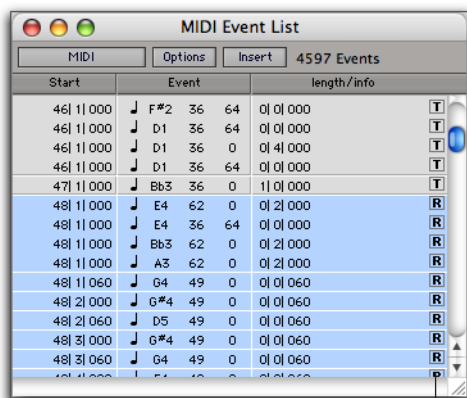 MIDI Event List
MIDI Options Insert 4597 Events
Start Event length/info
46| 1| 000 F#2 36 64 0| 0| 000 T
46| 1| 000 D1 36 64 0| 0| 000 T
46| 1| 000 D1 36 0 0| 4| 000 T
46| 1| 000 D1 36 64 0| 0| 000 T
47| 1| 000 Bb3 36 0 1| 0| 000 T
48| 1| 000 E4 62 0 0| 2| 000 R
48| 1| 000 E4 36 64 0| 0| 000 R
48| 1| 000 Bb3 62 0 0| 2| 000 R
48| 1| 000 A3 62 0 0| 2| 000 R
48| 1| 060 G4 49 0 0| 0| 060 R
48| 2| 000 G#4 49 0 0| 0| 060 R
48| 2| 060 D5 49 0 0| 0| 060 R
48| 3| 000 G#4 49 0 0| 0| 060 R
48| 3| 060 G4 49 0 0| 0| 060 R